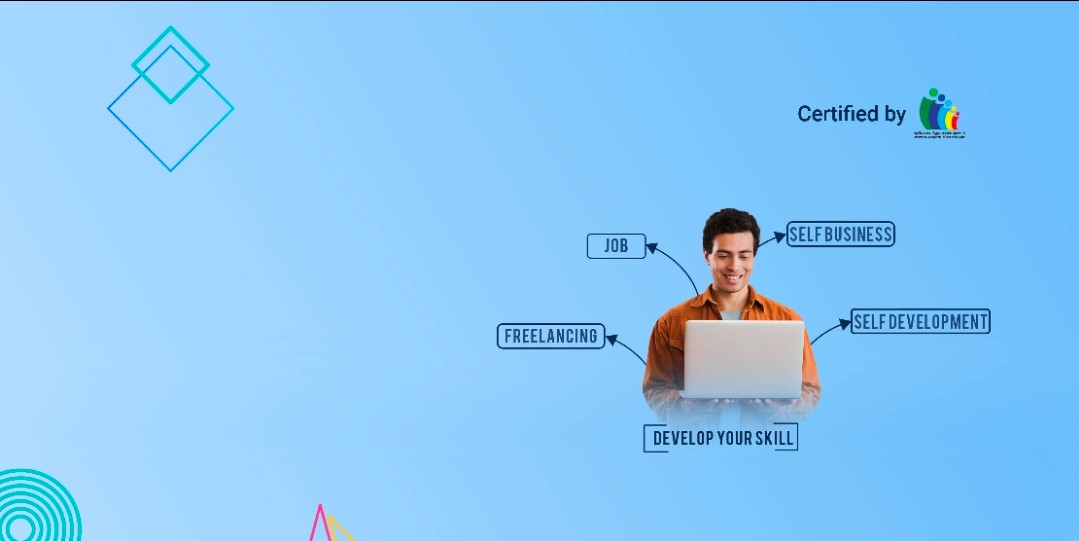 Certified by
SELF BUSINESS
JOB
SELF DEVELOPMENT
FREELANCING
DEVELOP YOUR SKILL